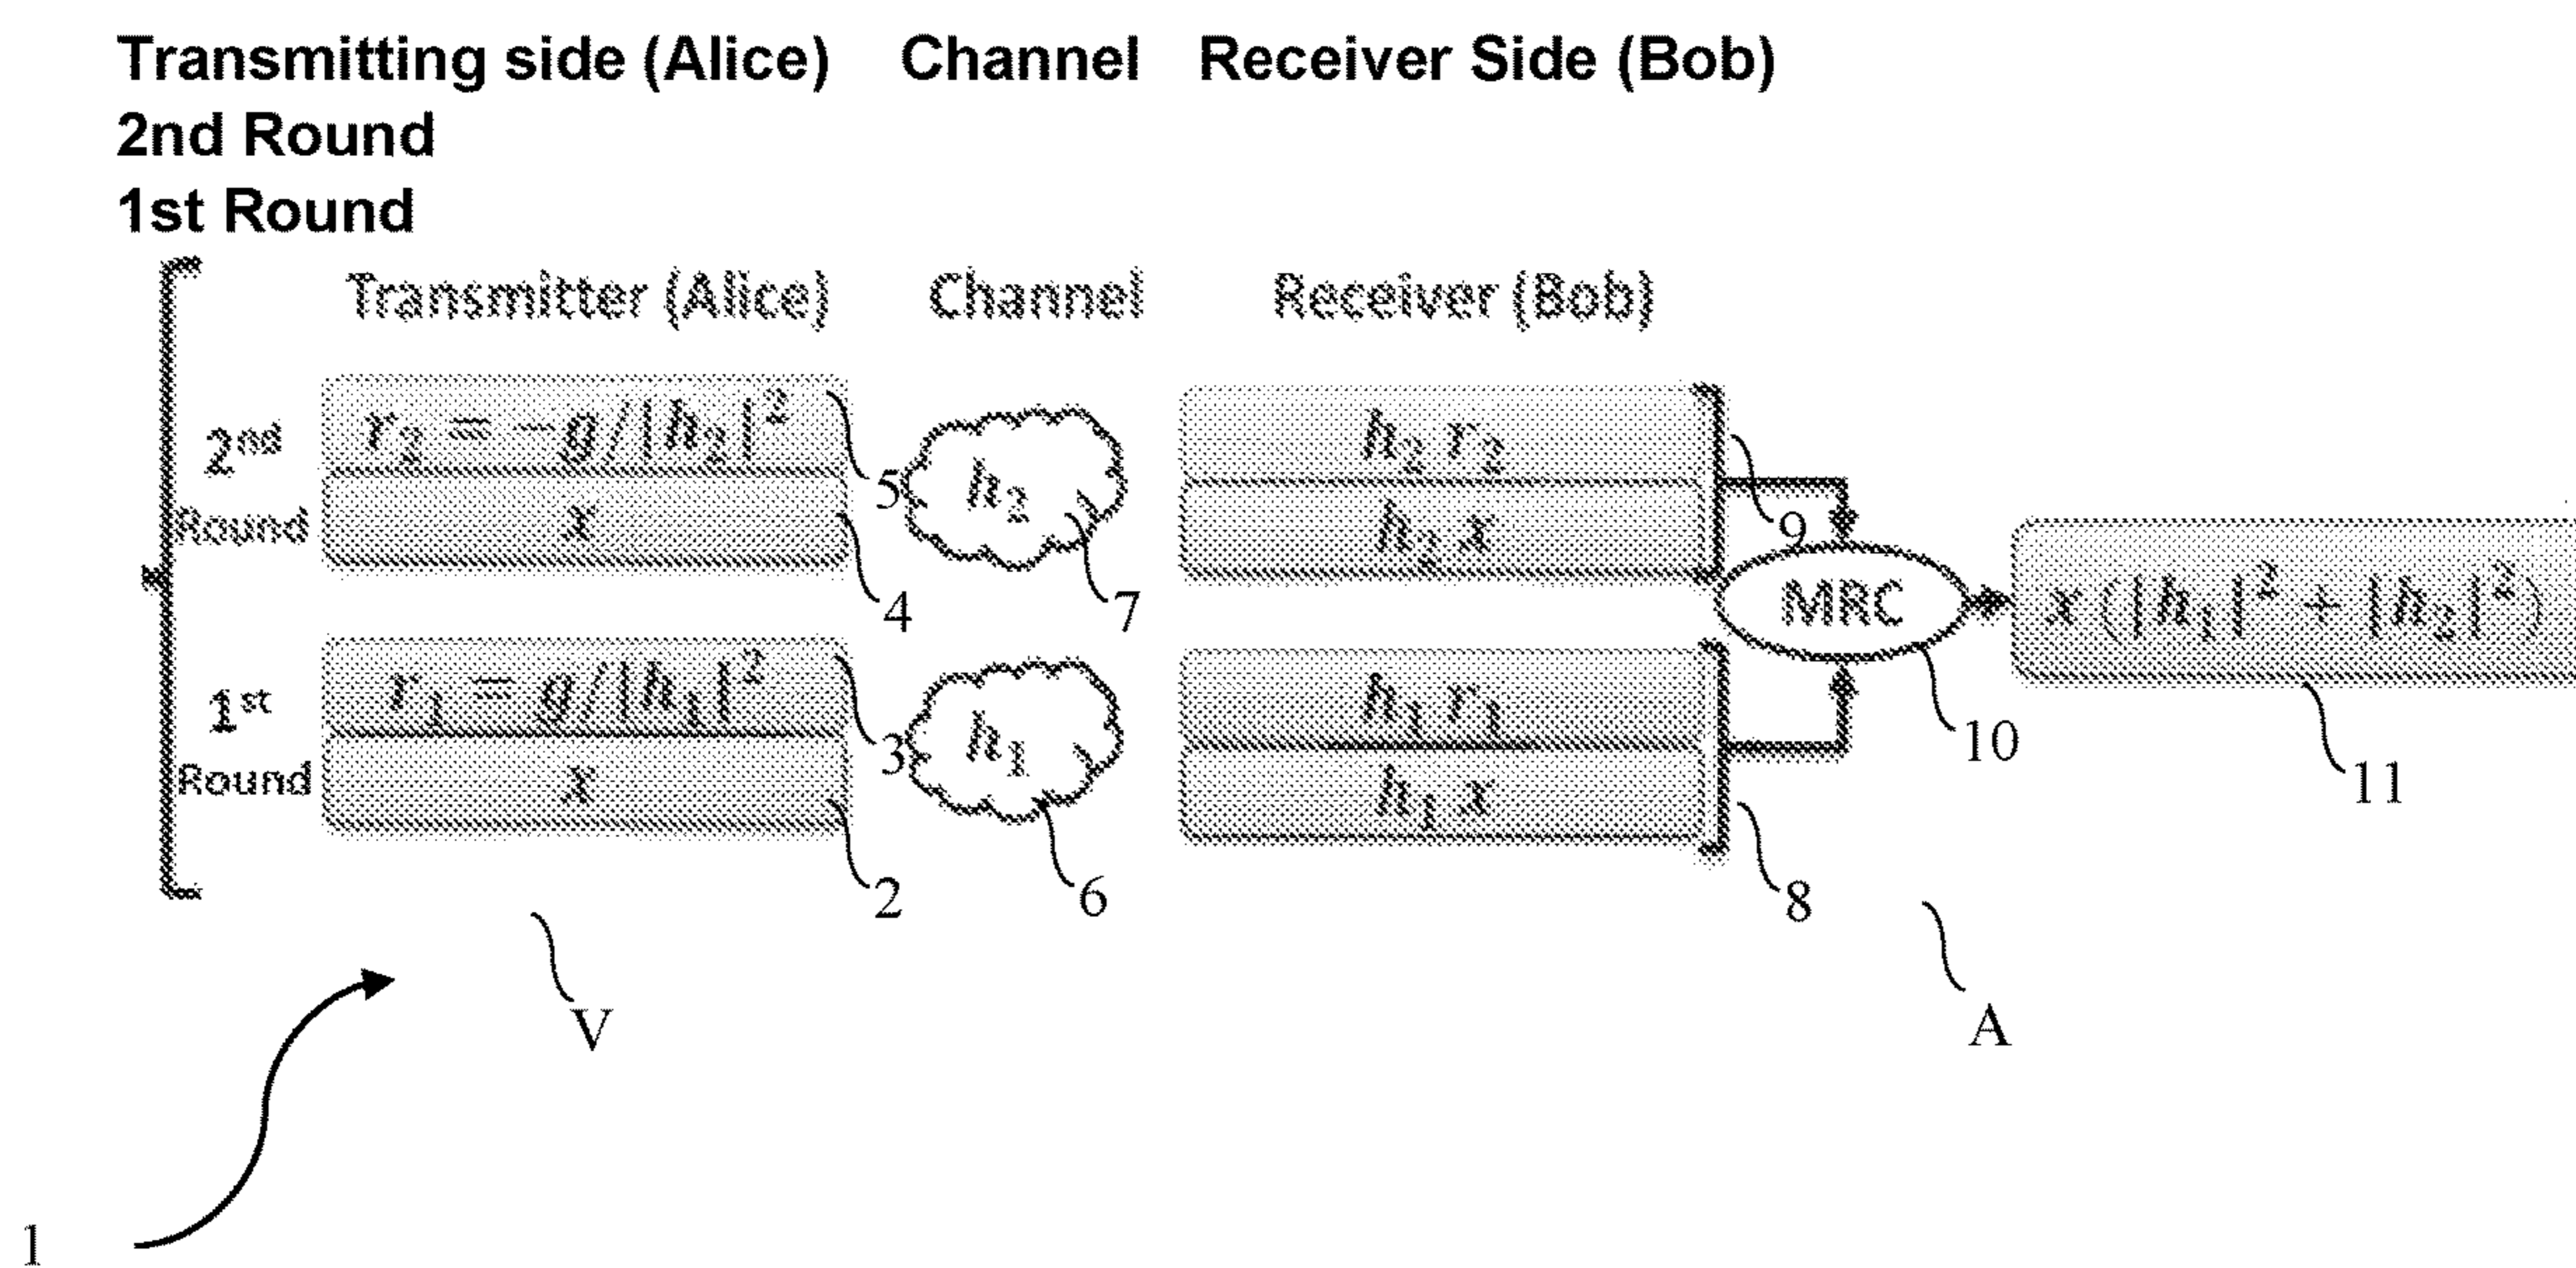 Transmitting side (Alice) Channel Receiver Side (Bob)
2nd Round
1st Round
Transmitter (Alice) Channel Receiver (Bob)
2nd
Round
r₂ = −g/|h₂|²
x
5
4
h₂
7
h₂ r₂
h₂ x
9
1st
Round
r₁ = g/|h₁|²
x
3
2
h₁
6
h₁ r₁
h₁ x
8
MRC
10
x (|h₁|² + |h₂|²)
11
V
A
1